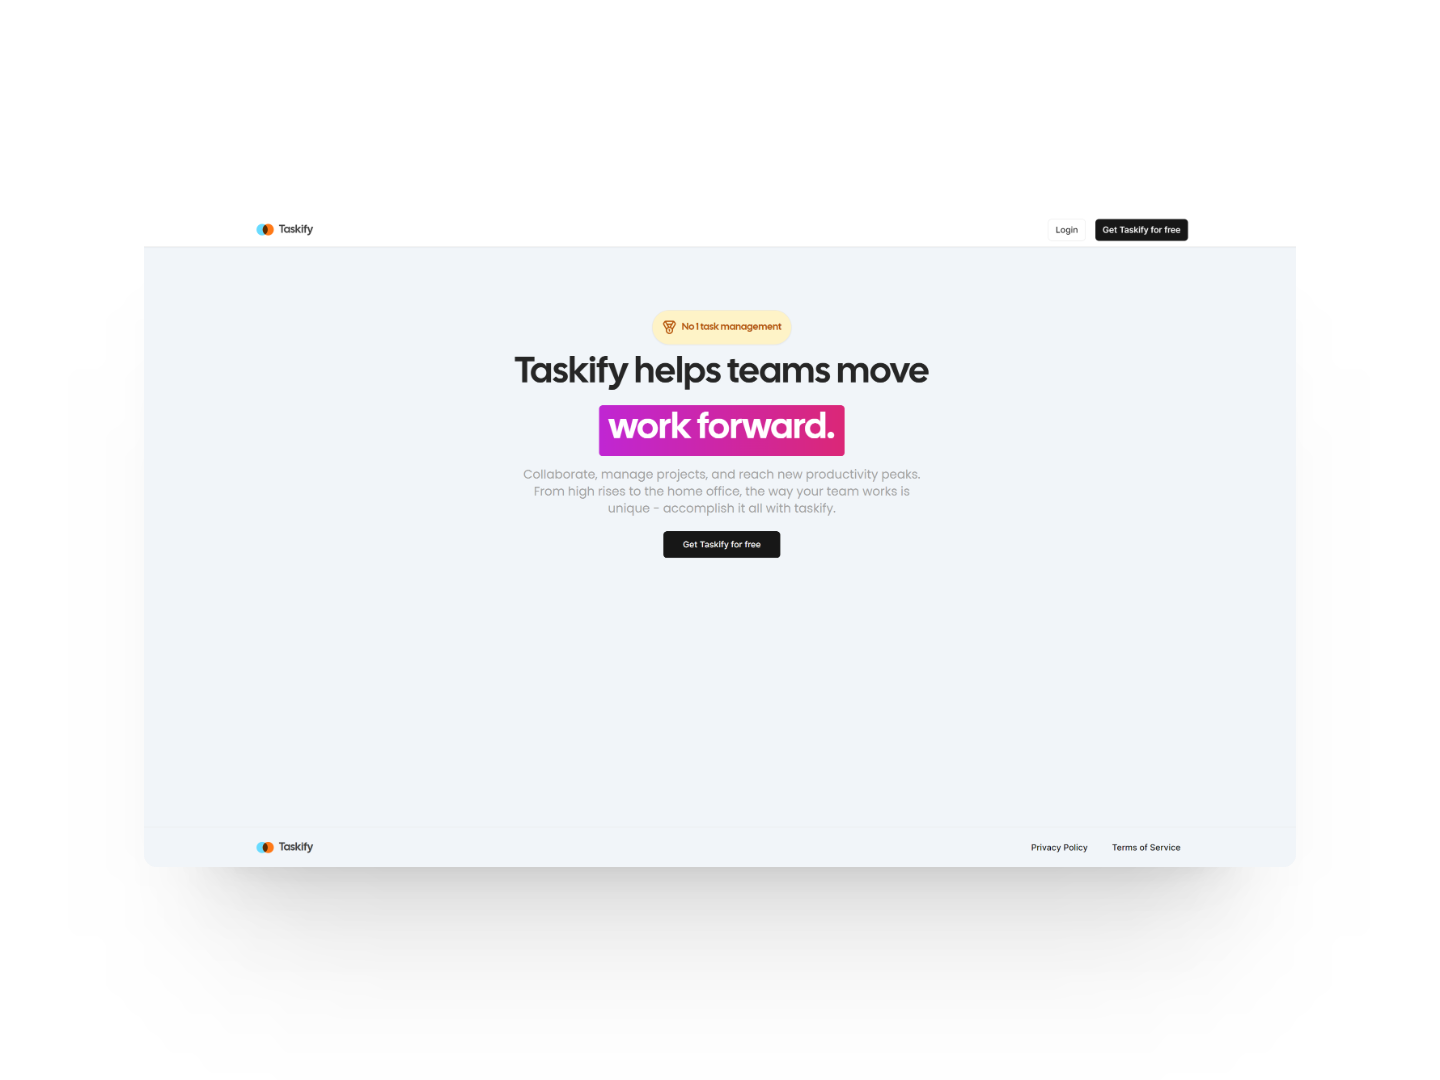 Taskify
Login
Get Taskify for free
No 1 task management
Taskify helps teams move
work forward.
Collaborate, manage projects, and reach new productivity peaks.
From high rises to the home office, the way your team works is
unique - accomplish it all with taskify.
Get Taskify for free
Taskify
Privacy Policy
Terms of Service